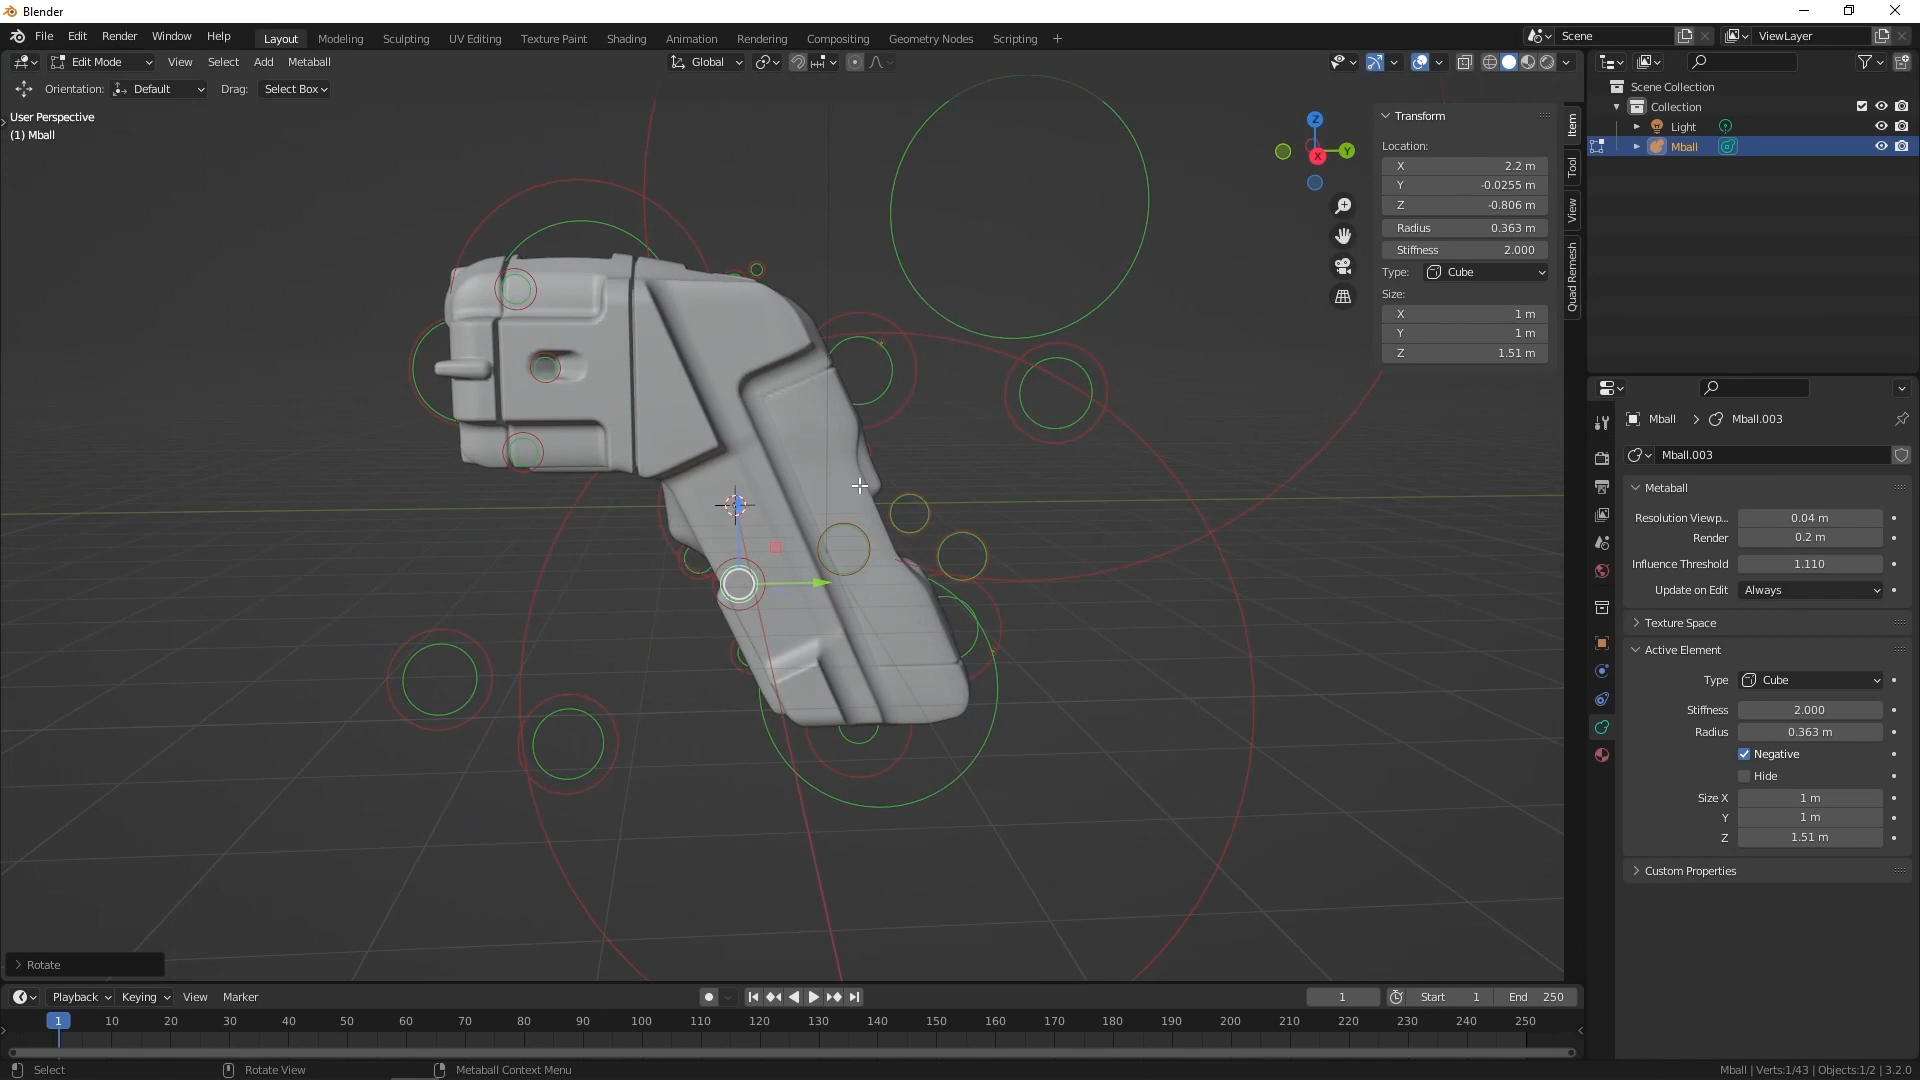 Blender
File Edit Render Window Help Layout Modeling Sculpting UV Editing Texture Paint Shading Animation Rendering Compositing Geometry Nodes Scripting + Scene ViewLayer
Edit Mode View Select Add Metaball Global
Orientation: Default Drag: Select Box
User Perspective
(1) Mball
Z
Y
X
Transform
Location:
X 2.2 m
Y -0.0255 m
Z -0.806 m
Radius 0.363 m
Stiffness 2.000
Type: Cube
Size:
X 1 m
Y 1 m
Z 1.51 m
Item
Tool
View
Quad Remesh
Scene Collection
Collection
Light
Mball
Mball > Mball.003
Mball.003
Metaball
Resolution Viewp... 0.04 m
Render 0.2 m
Influence Threshold 1.110
Update on Edit Always
Texture Space
Active Element
Type Cube
Stiffness 2.000
Radius 0.363 m
Negative
Hide
Size X 1 m
Y 1 m
Z 1.51 m
Custom Properties
Rotate
Playback Keying View Marker 1 Start 1 End 250
1 10 20 30 40 50 60 70 80 90 100 110 120 130 140 150 160 170 180 190 200 210 220 230 240 250
Select Rotate View Metaball Context Menu Mball | Verts:1/43 | Objects:1/2 | 3.2.0